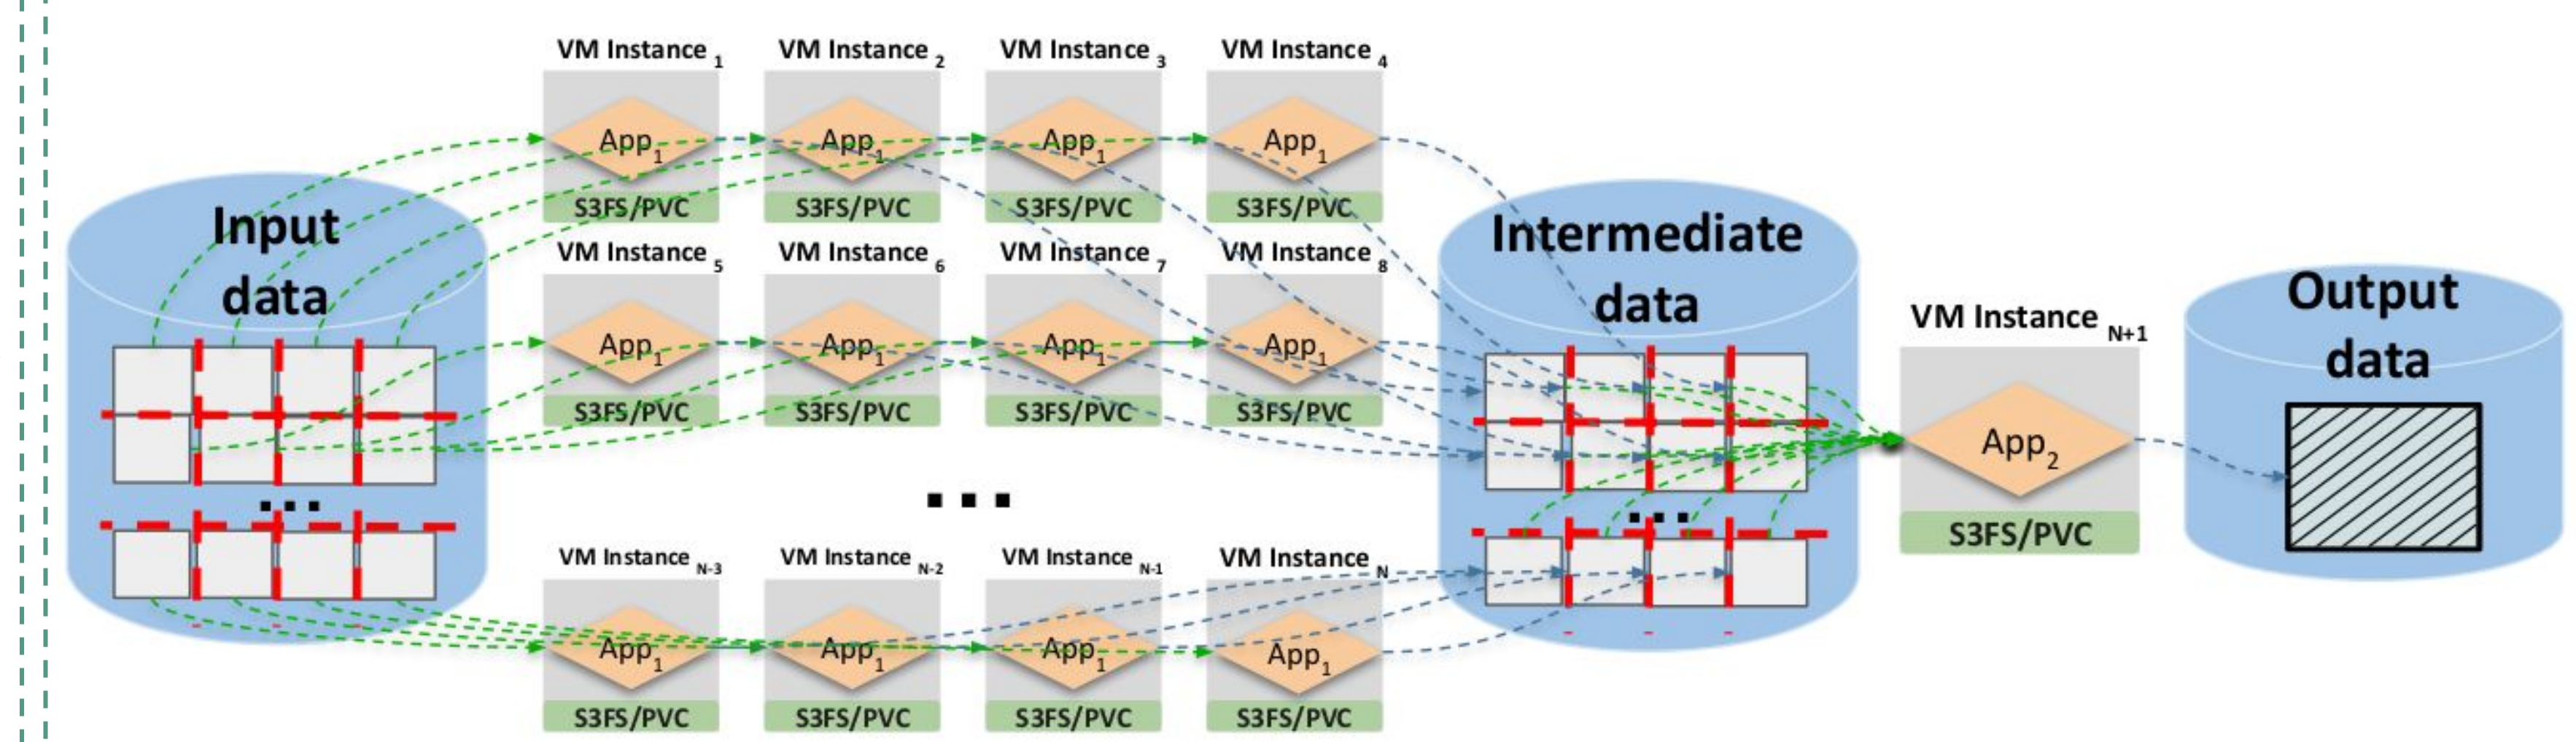 VM Instance 1 VM Instance 2 VM Instance 3 VM Instance 4
App1 App1 App1 App1
S3FS/PVC S3FS/PVC S3FS/PVC S3FS/PVC
Input
data
VM Instance 5 VM Instance 6 VM Instance 7 VM Instance 8
App1 App1 App1 App1
S3FS/PVC S3FS/PVC S3FS/PVC S3FS/PVC
...
...
VM Instance N-3 VM Instance N-2 VM Instance N-1 VM Instance N
App1 App1 App1 App1
S3FS/PVC S3FS/PVC S3FS/PVC S3FS/PVC
Intermediate
data
...
VM Instance N+1
App2
S3FS/PVC
Output
data